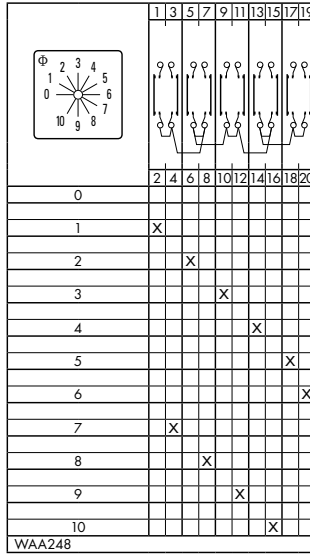 1 3 5 7 9 11 13 15 17 19
Φ
2 3 4
1 5
0 6
7
10 9 8
2 4 6 8 10 12 14 16 18 20
0
1 X
2 X
3 X
4 X
5 X
6 X
7 X
8 X
9 X
10 X
WAA248